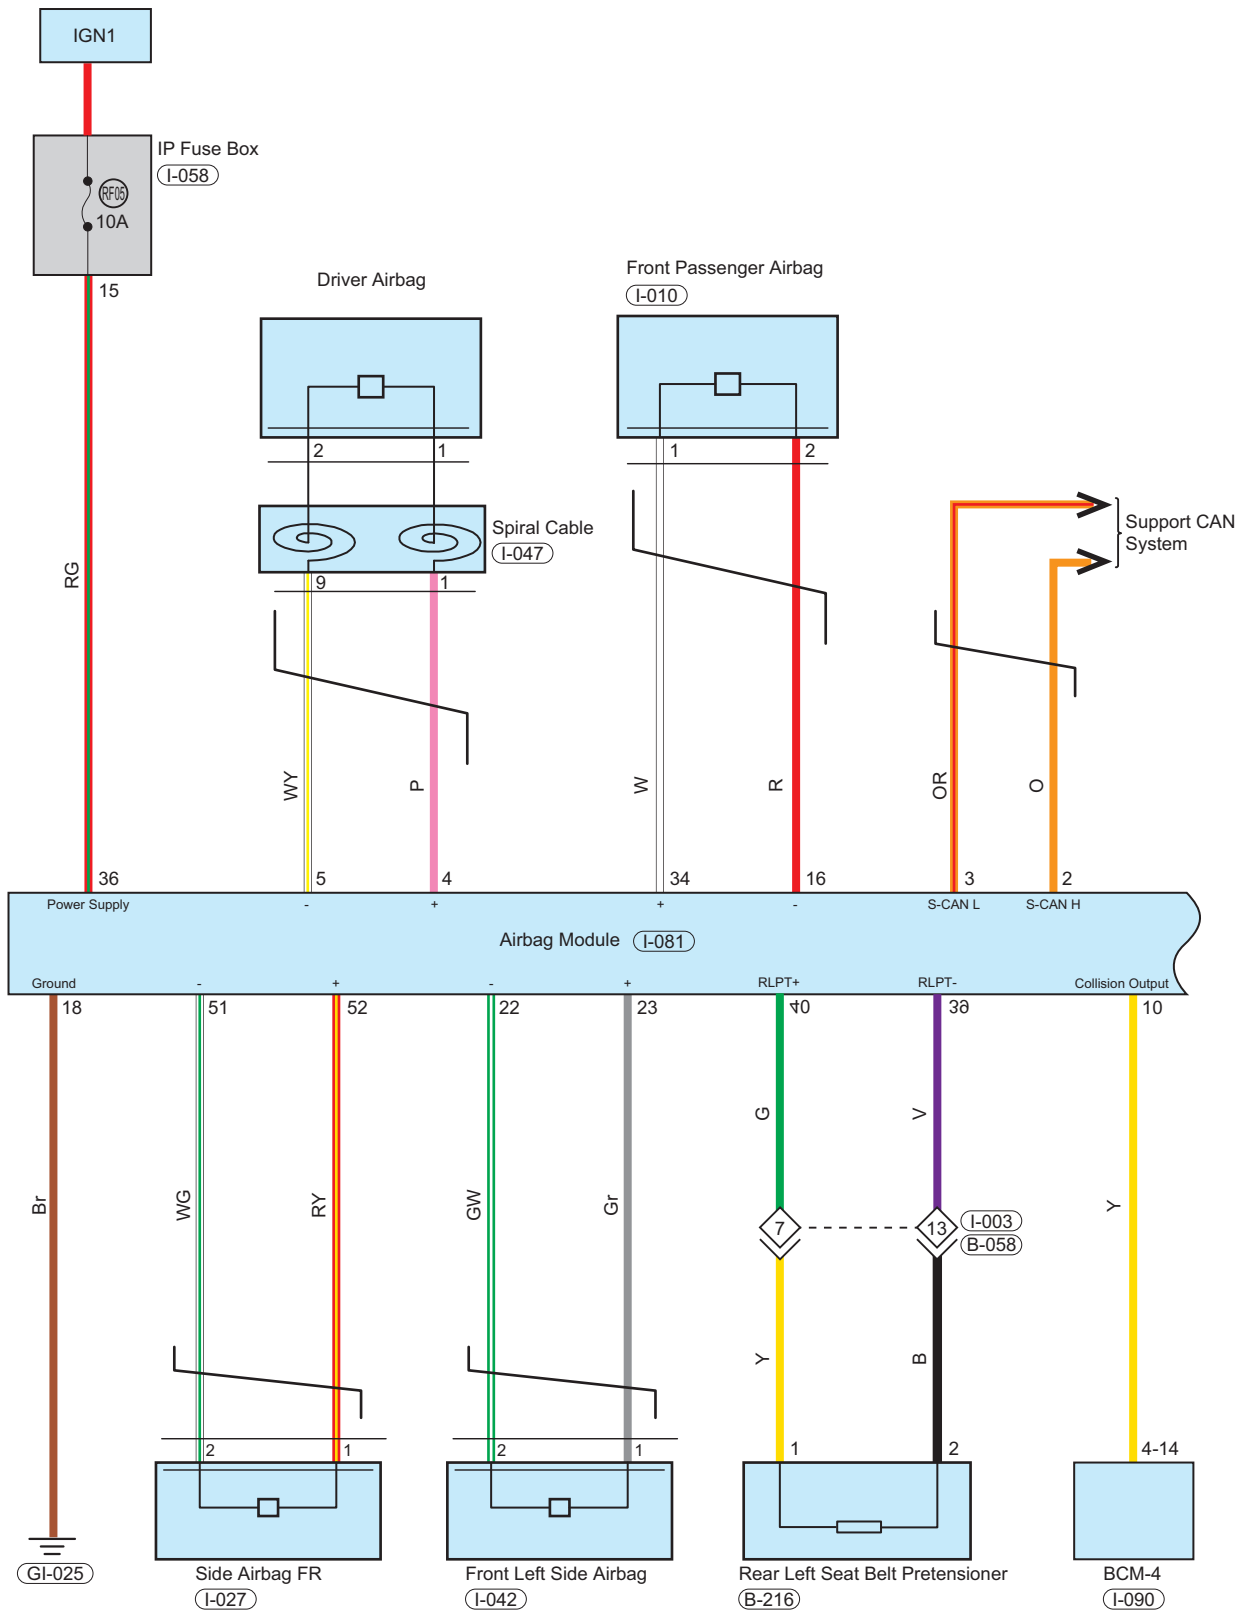 IGN1
IP Fuse Box
I-058
RF05
10A
15
Driver Airbag
Front Passenger Airbag
I-010
2
1
1
2
Spiral Cable
I-047
9
1
Support CAN
System
RG
WY
P
W
R
OR
O
36
5
4
34
16
3
2
Power Supply
-
+
+
-
S-CAN L
S-CAN H
Airbag Module
I-081
Ground
-
+
-
+
RLPT+
RLPT-
Collision Output
18
51
52
22
23
10
G
V
Br
WG
RY
GW
Gr
Y
7
13
I-003
B-058
Y
B
2
1
2
1
1
2
4-14
GI-025
Side Airbag FR
I-027
Front Left Side Airbag
I-042
Rear Left Seat Belt Pretensioner
B-216
BCM-4
I-090